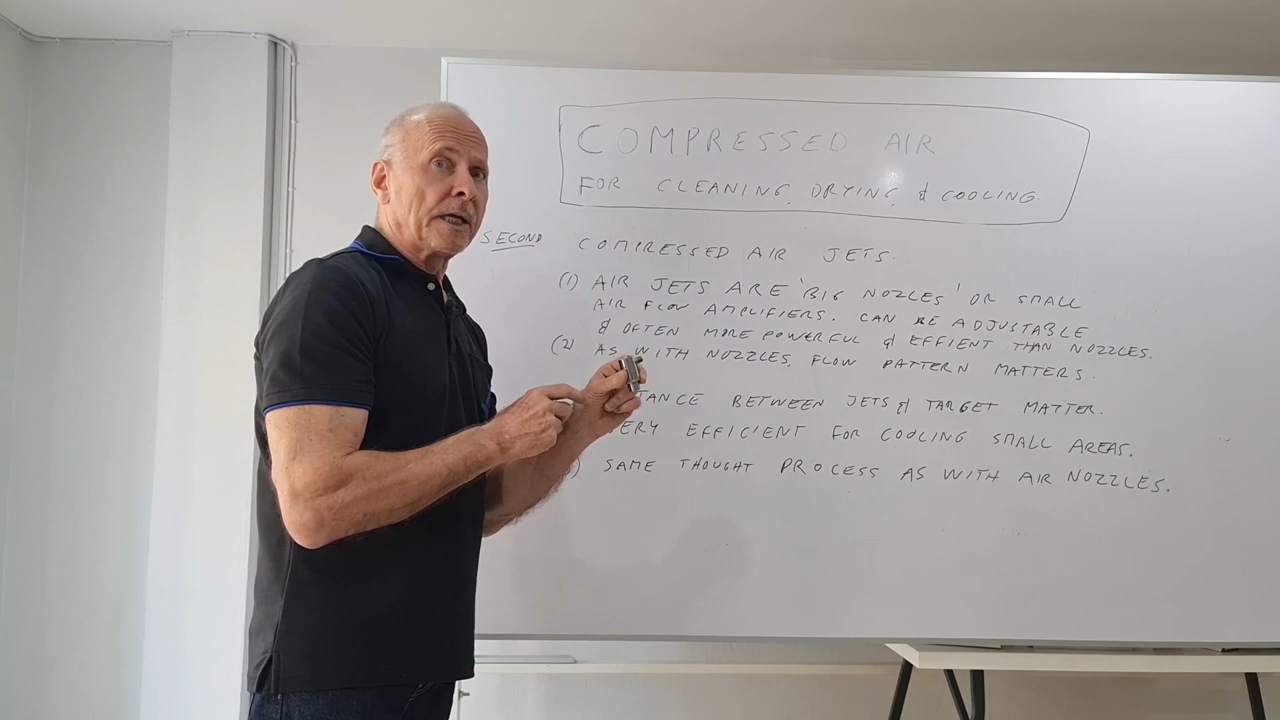 COMPRESSED AIR
FOR CLEANING, DRYING, & COOLING.
SECOND COMPRESSED AIR JETS.
(1) AIR JETS ARE 'BIG NOZLES' OR SMALL
AIR FLOW AMPLIFIERS. CAN BE ADJUSTABLE
& OFTEN MORE POWERFUL & EFFIENT THAN NOZZLES.
(2) AS WITH NOZZLES, FLOW PATTERN MATTERS.
TANCE BETWEEN JETS & TARGET MATTER.
VERY EFFICIENT FOR COOLING SMALL AREAS.
) SAME THOUGHT PROCESS AS WITH AIR NOZZLES.